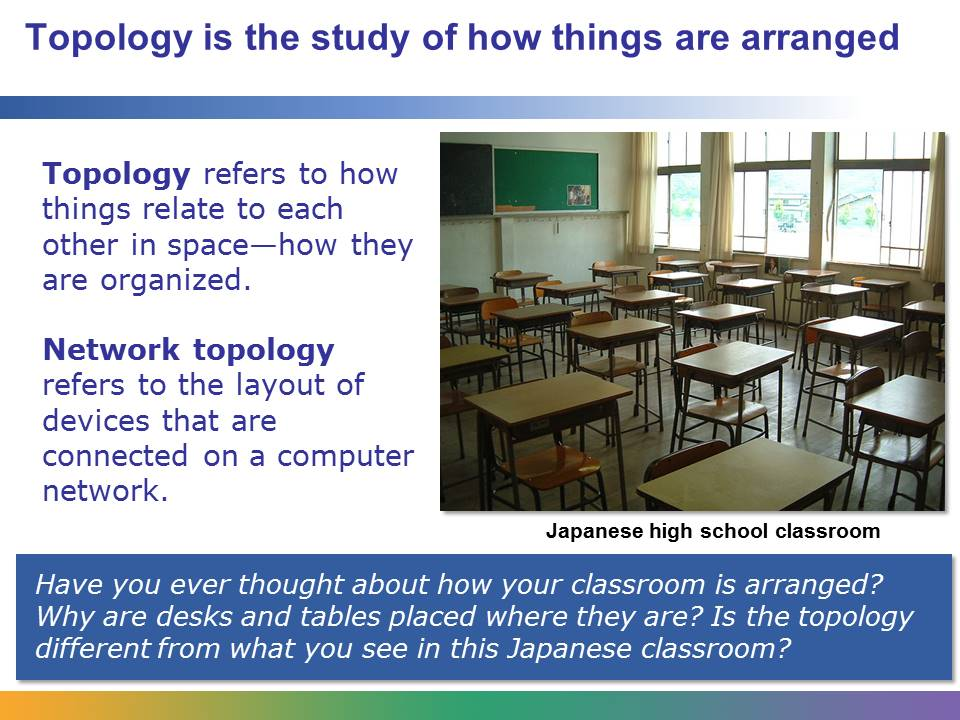 Topology is the study of how things are arranged
Topology refers to how
things relate to each
other in space—how they
are organized.
Network topology
refers to the layout of
devices that are
connected on a computer
network.
Japanese high school classroom
Have you ever thought about how your classroom is arranged?
Why are desks and tables placed where they are? Is the topology
different from what you see in this Japanese classroom?